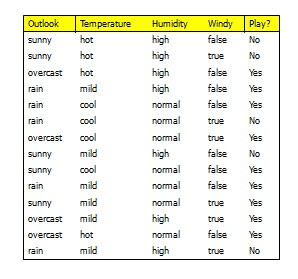 Outlook Temperature Humidity Windy Play?
sunny hot high false No
sunny hot high true No
overcast hot high false Yes
rain mild high false Yes
rain cool normal false Yes
rain cool normal true No
overcast cool normal true Yes
sunny mild high false No
sunny cool normal false Yes
rain mild normal false Yes
sunny mild normal true Yes
overcast mild high true Yes
overcast hot normal false Yes
rain mild high true No